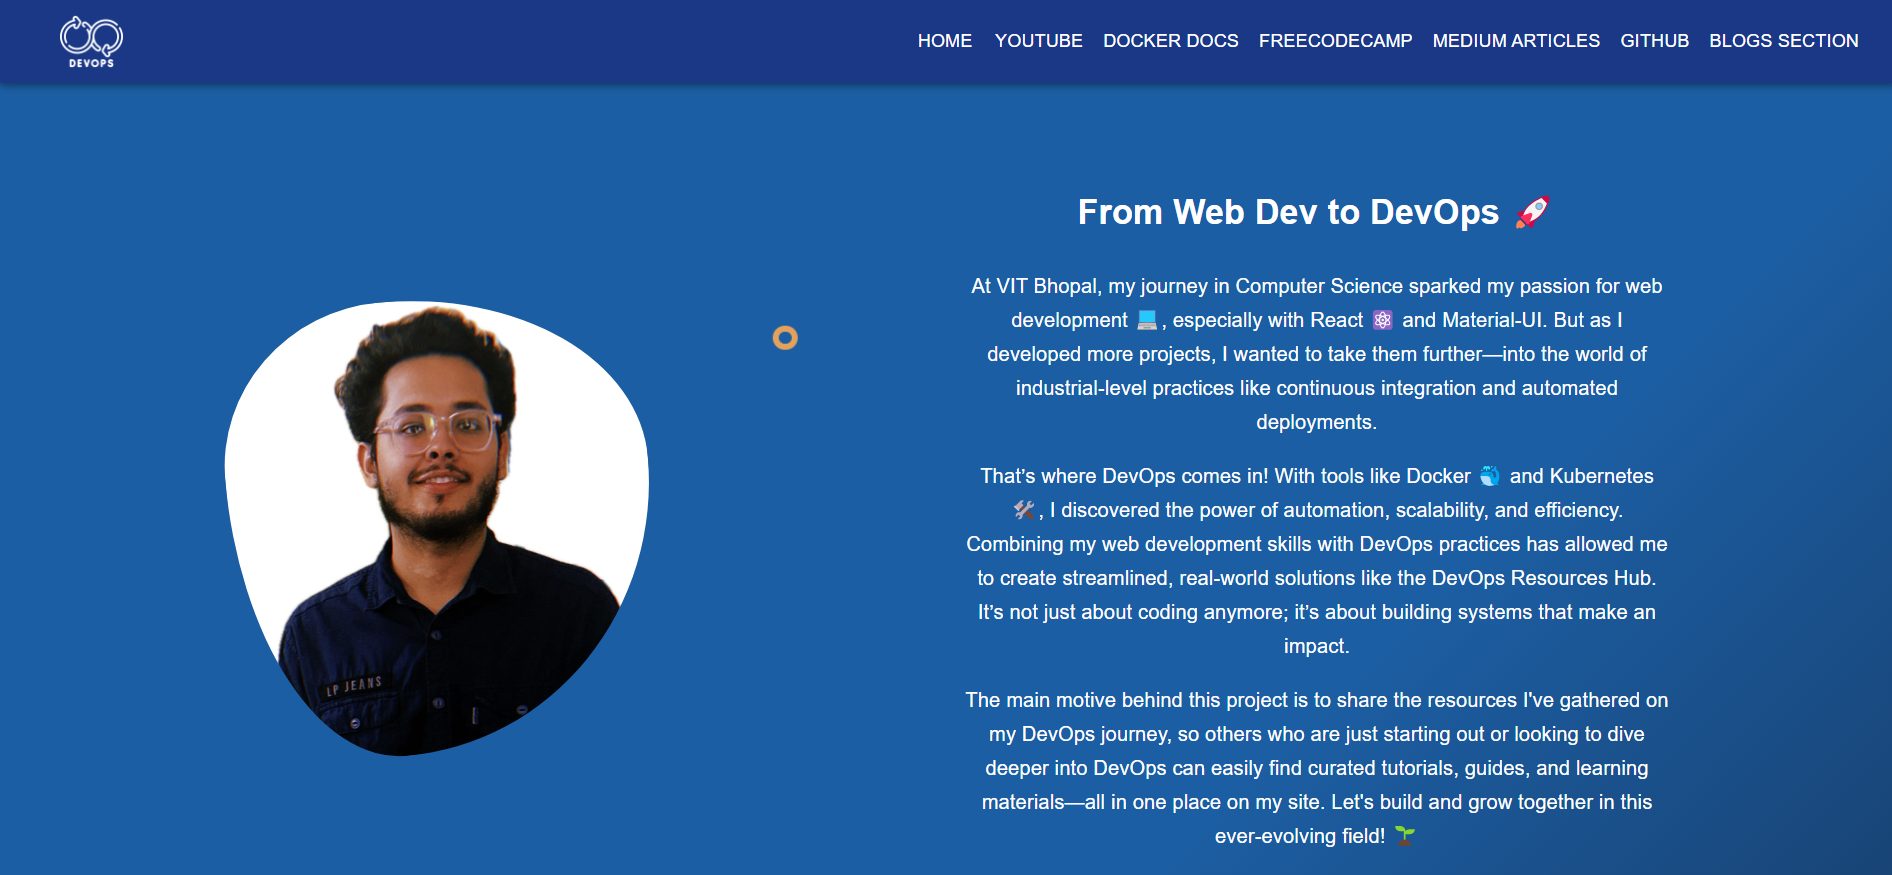 DEVOPS
HOME YOUTUBE DOCKER DOCS FREECODECAMP MEDIUM ARTICLES GITHUB BLOGS SECTION
From Web Dev to DevOps 🚀
At VIT Bhopal, my journey in Computer Science sparked my passion for web
development 💻, especially with React ⚛️ and Material-UI. But as I
developed more projects, I wanted to take them further—into the world of
industrial-level practices like continuous integration and automated
deployments.
That’s where DevOps comes in! With tools like Docker 🐳 and Kubernetes
🛠️, I discovered the power of automation, scalability, and efficiency.
Combining my web development skills with DevOps practices has allowed me
to create streamlined, real-world solutions like the DevOps Resources Hub.
It’s not just about coding anymore; it’s about building systems that make an
impact.
The main motive behind this project is to share the resources I've gathered on
my DevOps journey, so others who are just starting out or looking to dive
deeper into DevOps can easily find curated tutorials, guides, and learning
materials—all in one place on my site. Let's build and grow together in this
ever-evolving field! 🌱
LP JEANS